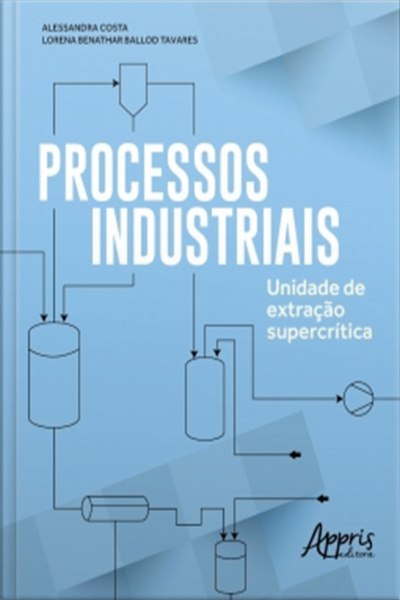 ALESSANDRA COSTA
LORENA BENATHAR BALLOD TAVARES
PROCESSOS
INDUSTRIAIS
Unidade de
extração
supercrítica
Appris
editora